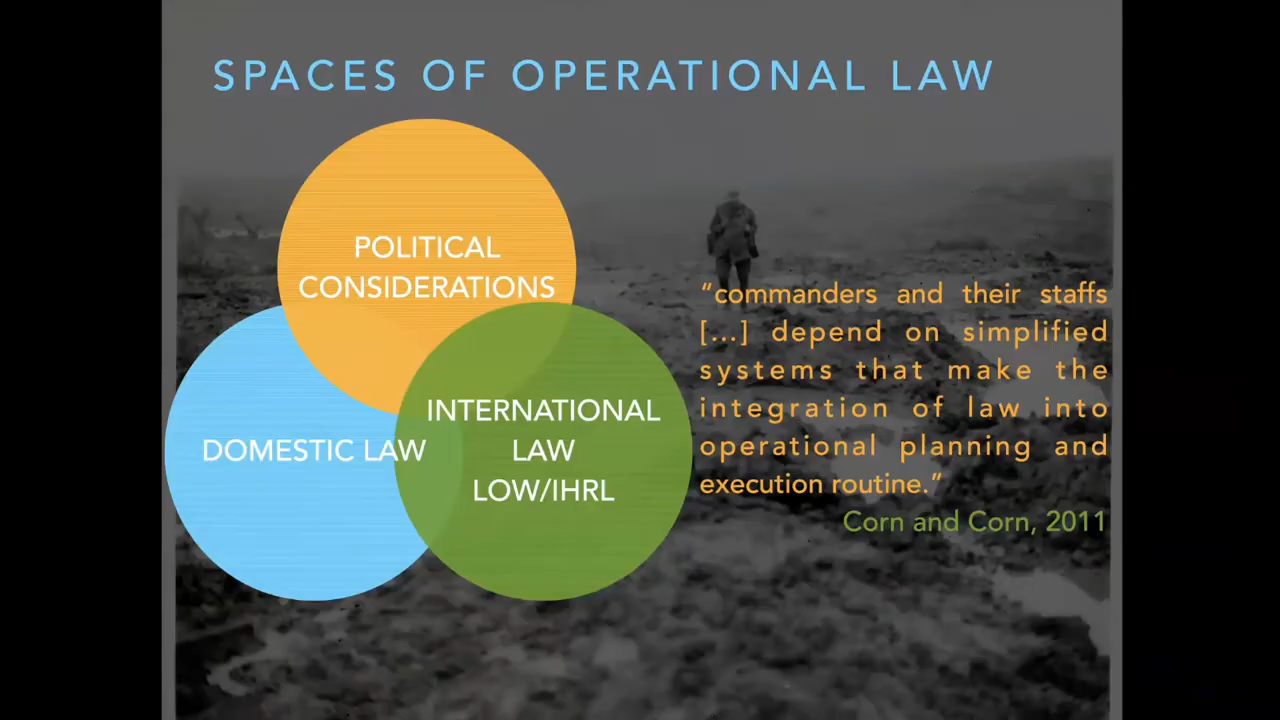 SPACES OF OPERATIONAL LAW
POLITICAL
CONSIDERATIONS
DOMESTIC LAW
INTERNATIONAL
LAW
LOW/IHRL
“commanders and their staffs
[...] depend on simplified
systems that make the
integration of law into
operational planning and
execution routine.”
Corn and Corn, 2011